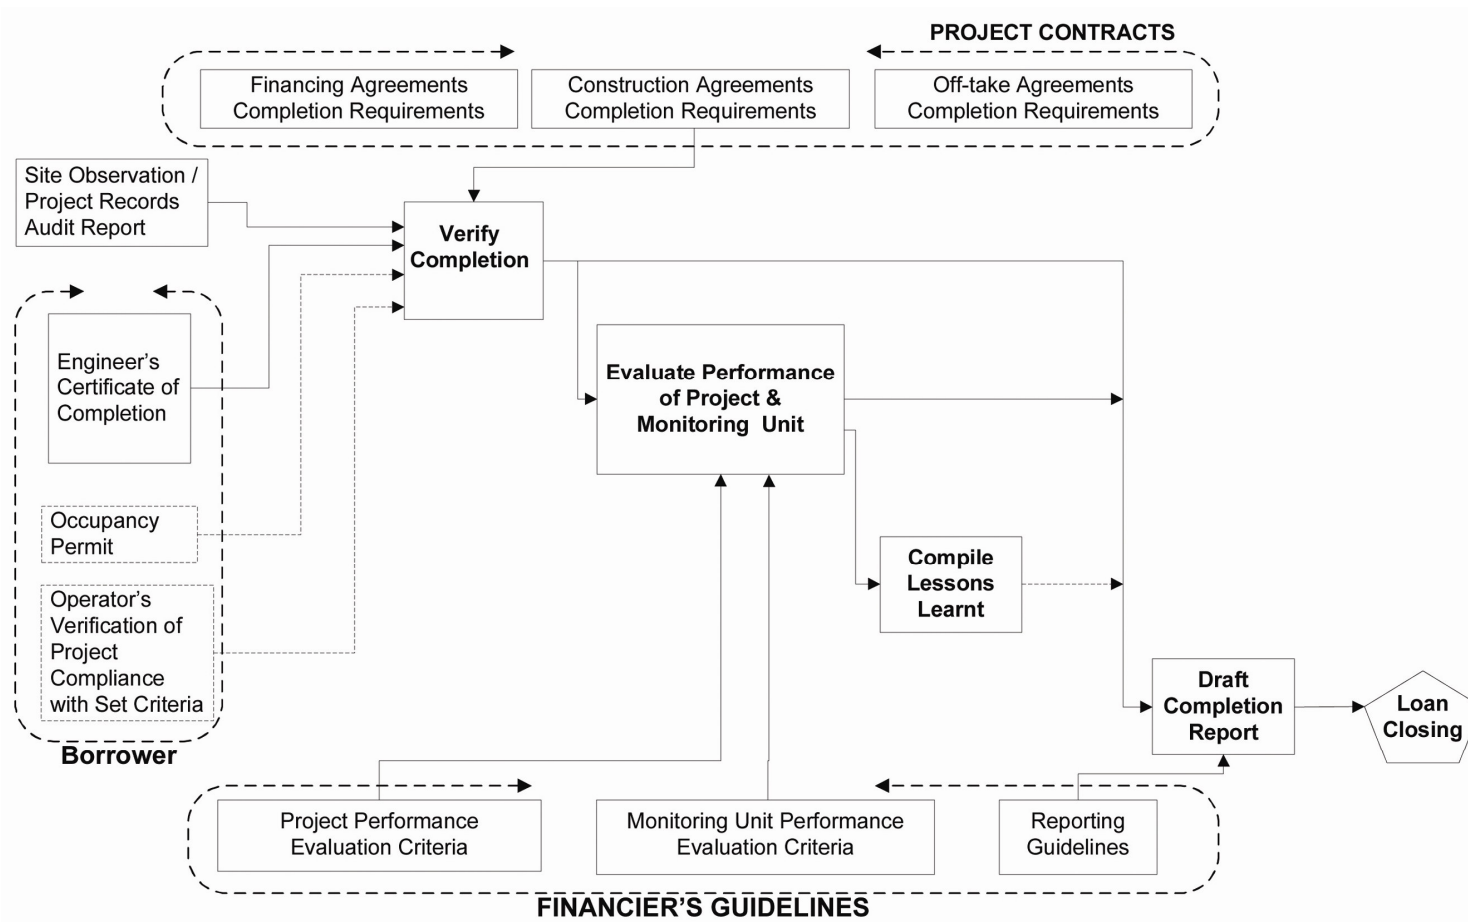 PROJECT CONTRACTS
Financing Agreements
Completion Requirements
Construction Agreements
Completion Requirements
Off-take Agreements
Completion Requirements
Site Observation /
Project Records
Audit Report
Verify
Completion
Engineer's
Certificate of
Completion
Evaluate Performance
of Project &
Monitoring Unit
Occupancy
Permit
Compile
Lessons
Learnt
Operator's
Verification of
Project
Compliance
with Set Criteria
Borrower
Draft
Completion
Report
Loan
Closing
Project Performance
Evaluation Criteria
Monitoring Unit Performance
Evaluation Criteria
Reporting
Guidelines
FINANCIER'S GUIDELINES